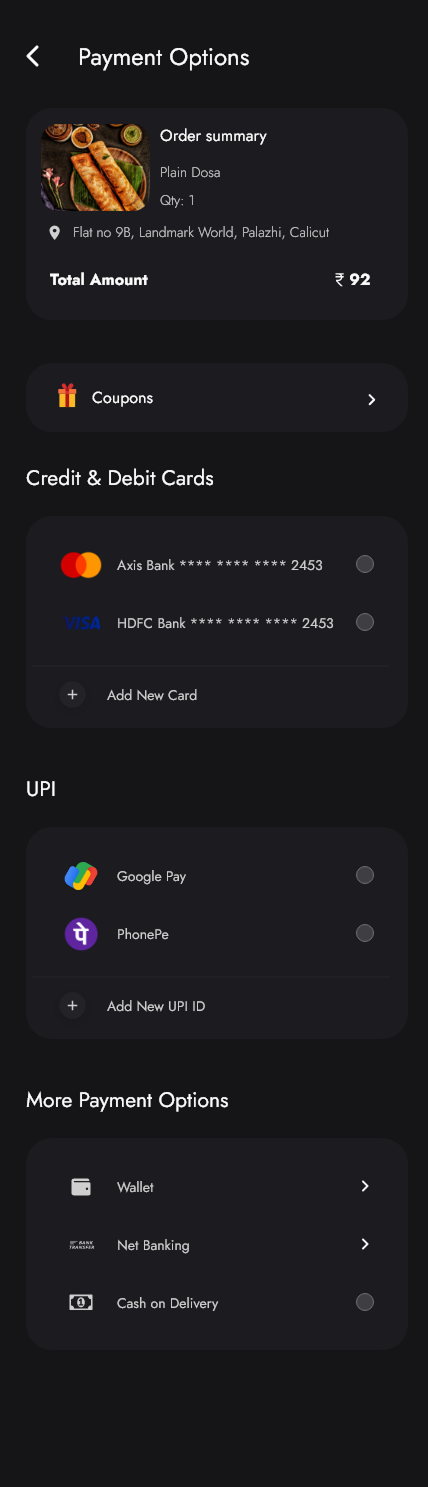 Payment Options
Order summary
Plain Dosa
Qty: 1
Flat no 9B, Landmark World, Palazhi, Calicut
Total Amount ₹ 92
Coupons
Credit & Debit Cards
Axis Bank **** **** **** 2453
VISA HDFC Bank **** **** **** 2453
+ Add New Card
UPI
Google Pay
पे PhonePe
+ Add New UPI ID
More Payment Options
Wallet
BANK TRANSFER Net Banking
Cash on Delivery